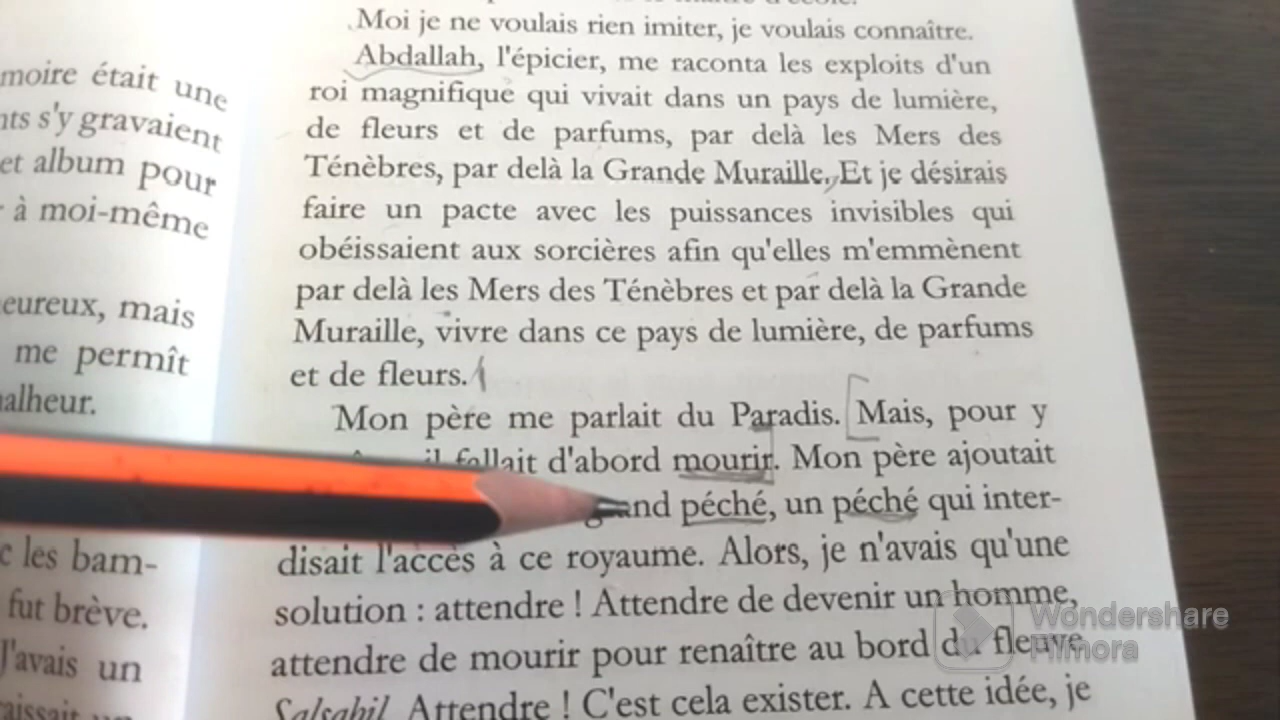 moire était une
nts s'y gravaient
et album pour
à moi-même
eureux, mais
me permît
alheur.
c les bam-
fut brève.
J'avais un
Moi je ne voulais rien imiter, je voulais connaître.
Abdallah, l'épicier, me raconta les exploits d'un
roi magnifique qui vivait dans un pays de lumière,
de fleurs et de parfums, par delà les Mers des
Ténèbres, par delà la Grande Muraille. Et je désirais
faire un pacte avec les puissances invisibles qui
obéissaient aux sorcières afin qu'elles m'emmènent
par delà les Mers des Ténèbres et par delà la Grande
Muraille, vivre dans ce pays de lumière, de parfums
et de fleurs.
Mon père me parlait du Paradis. Mais, pour y
il fallait d'abord mourir. Mon père ajoutait
grand péché, un péché qui inter-
disait l'accès à ce royaume. Alors, je n'avais qu'une
solution : attendre ! Attendre de devenir un homme,
attendre de mourir pour renaître au bord du fleuve
Salsabil. Attendre ! C'est cela exister. A cette idée, je
Wondershare
Filmora